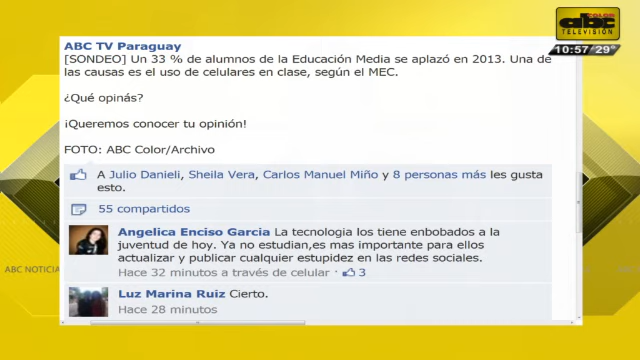 COLOR
abc
TELEVISIÓN
10:57/29°
ABC TV Paraguay
[SONDEO] Un 33 % de alumnos de la Educación Media se aplazó en 2013. Una de
las causas es el uso de celulares en clase, según el MEC.
¿Qué opinás?
¡Queremos conocer tu opinión!
FOTO: ABC Color/Archivo
A Julio Danieli, Sheila Vera, Carlos Manuel Miño y 8 personas más les gusta
esto.
55 compartidos
Angelica Enciso Garcia La tecnologia los tiene enbobados a la
juventud de hoy. Ya no estudian,es mas importante para ellos
actualizar y publicar cualquier estupidez en las redes sociales.
Hace 32 minutos a través de celular · 3
ABC NOTICIA
Luz Marina Ruiz Cierto.
Hace 28 minutos